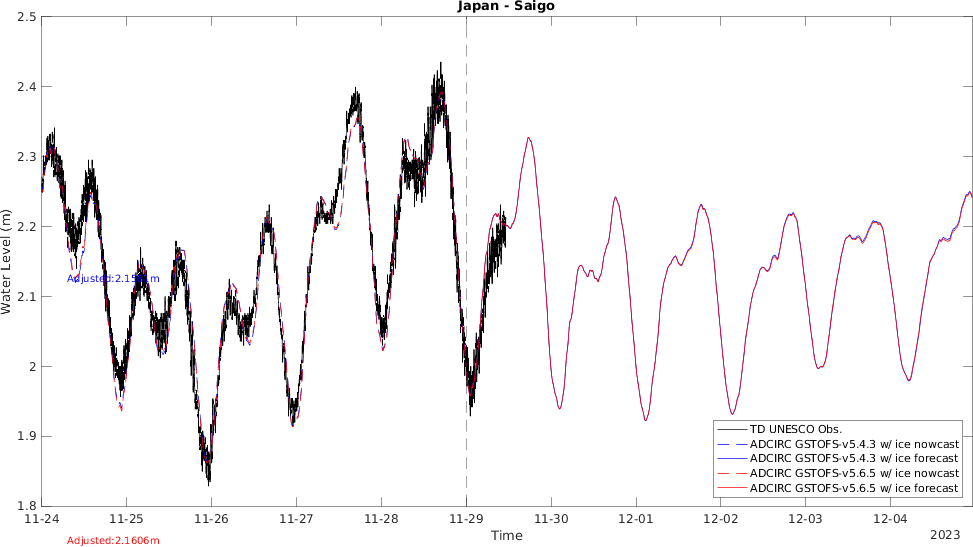 Japan - Saigo
2.5
2.4
2.3
2.2
2.1
2
1.9
1.8
Water Level (m)
11-24
11-25
11-26
11-27
11-28
11-29
11-30
12-01
12-02
12-03
12-04
Time
2023
Adjusted:2.1606m
TD UNESCO Obs.
ADCIRC GSTOFS-v5.4.3 w/ ice nowcast
ADCIRC GSTOFS-v5.4.3 w/ ice forecast
ADCIRC GSTOFS-v5.6.5 w/ ice nowcast
ADCIRC GSTOFS-v5.6.5 w/ ice forecast